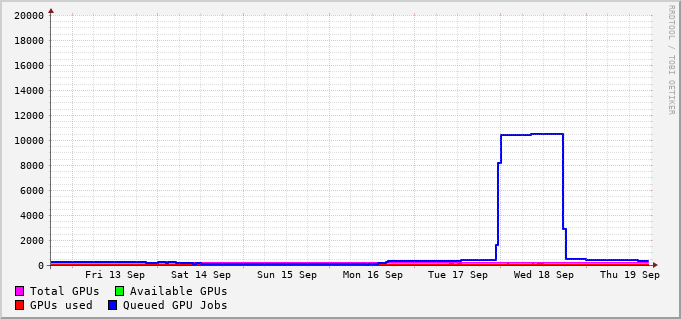 20000
18000
16000
14000
12000
10000
8000
6000
4000
2000
0
Fri 13 Sep Sat 14 Sep Sun 15 Sep Mon 16 Sep Tue 17 Sep Wed 18 Sep Thu 19 Sep
Total GPUs Available GPUs
GPUs used Queued GPU Jobs
RRDTOOL / TOBI OETIKER